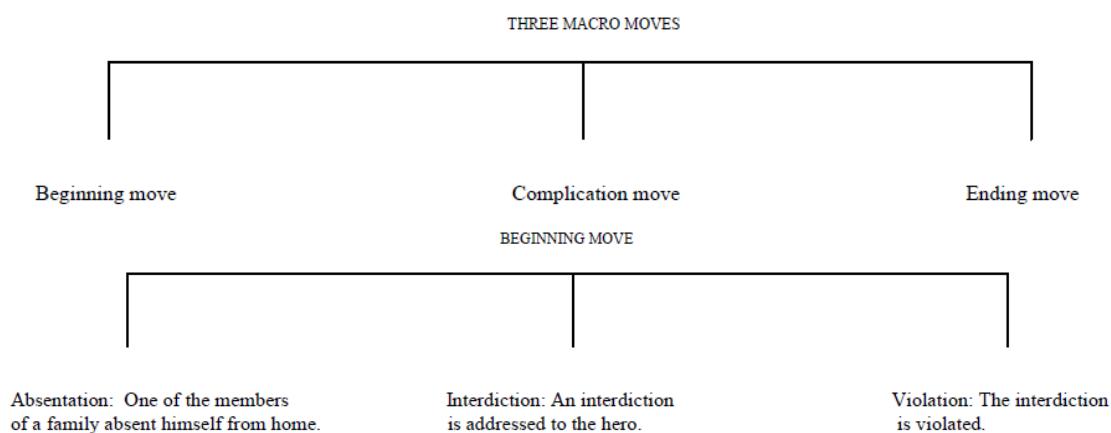 THREE MACRO MOVES
Beginning move
Complication move
Ending move
BEGINNING MOVE
Absentation: One of the members
of a family absent himself from home.
Interdiction: An interdiction
is addressed to the hero.
Violation: The interdiction
is violated.